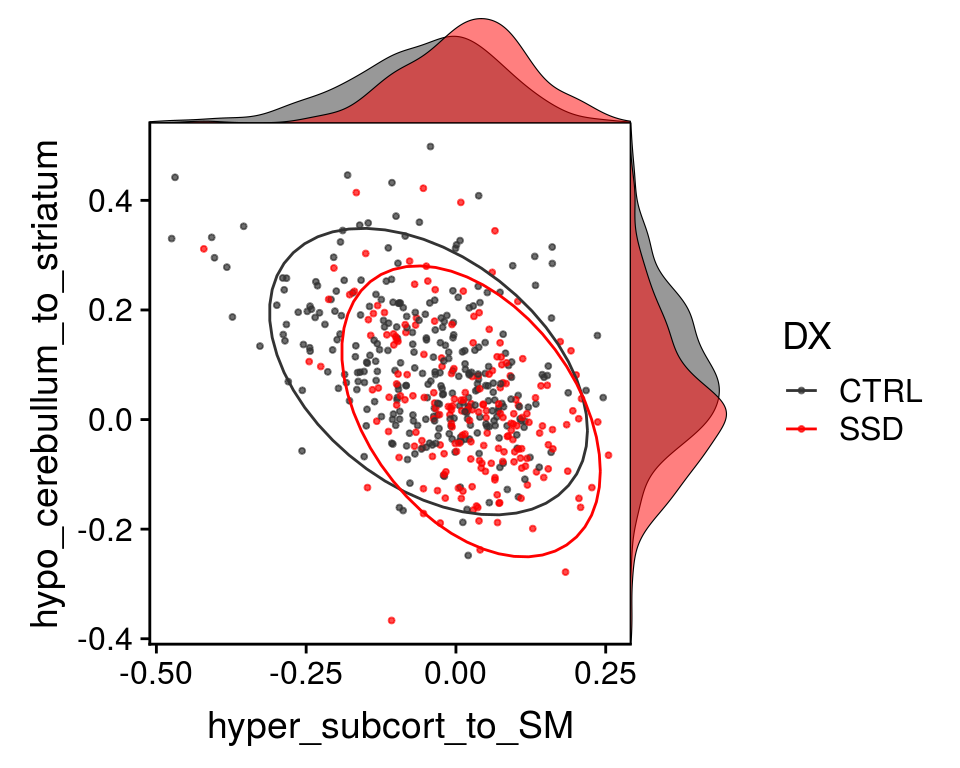 hypo_cerebullum_to_striatum
0.4
0.2
0.0
-0.2
-0.4
-0.50 -0.25 0.00 0.25
hyper_subcort_to_SM
DX
CTRL
SSD